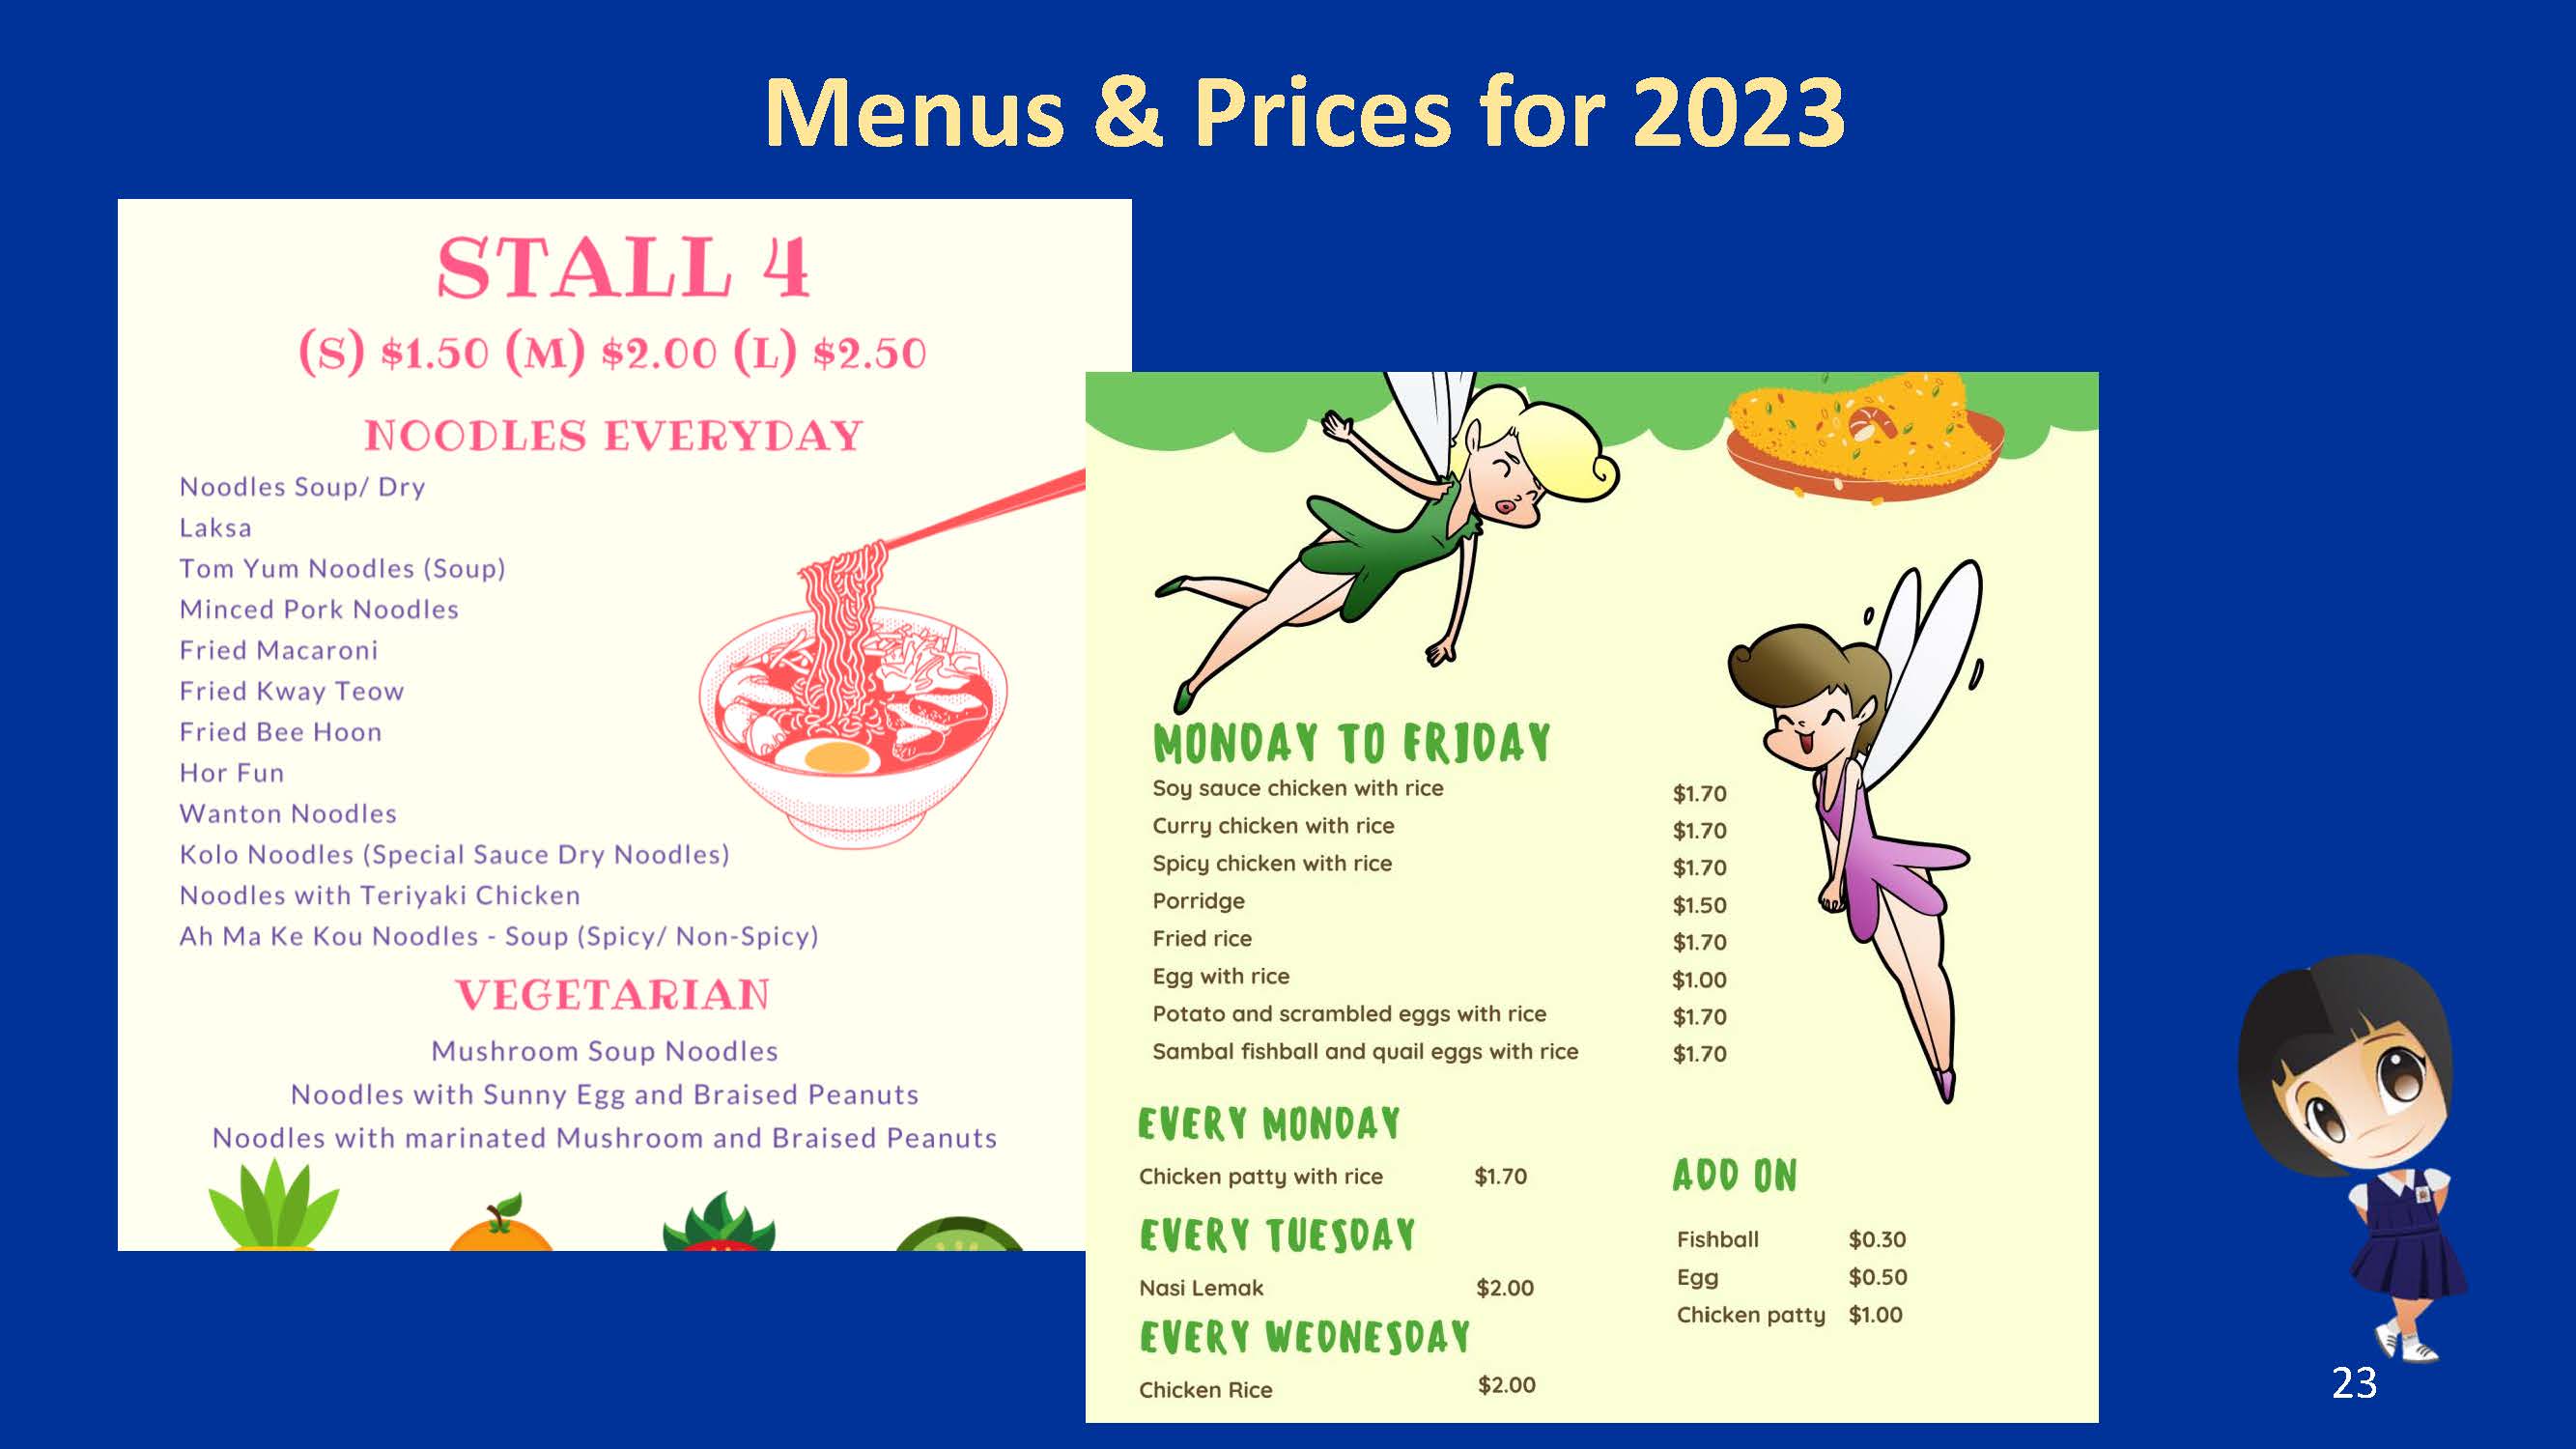 Menus & Prices for 2023
STALL 4
(S) $1.50 (M) $2.00 (L) $2.50
NOODLES EVERYDAY
Noodles Soup/ Dry
Laksa
Tom Yum Noodles (Soup)
Minced Pork Noodles
Fried Macaroni
Fried Kway Teow
Fried Bee Hoon
Hor Fun
Wanton Noodles
Kolo Noodles (Special Sauce Dry Noodles)
Noodles with Teriyaki Chicken
Ah Ma Ke Kou Noodles - Soup (Spicy/ Non-Spicy)
VEGETARIAN
Mushroom Soup Noodles
Noodles with Sunny Egg and Braised Peanuts
Noodles with marinated Mushroom and Braised Peanuts
MONDAY TO FRIDAY
Soy sauce chicken with rice $1.70
Curry chicken with rice $1.70
Spicy chicken with rice $1.70
Porridge $1.50
Fried rice $1.70
Egg with rice $1.00
Potato and scrambled eggs with rice $1.70
Sambal fishball and quail eggs with rice $1.70
EVERY MONDAY
Chicken patty with rice $1.70
EVERY TUESDAY
Nasi Lemak $2.00
EVERY WEDNESDAY
Chicken Rice $2.00
ADD ON
Fishball $0.30
Egg $0.50
Chicken patty $1.00
23